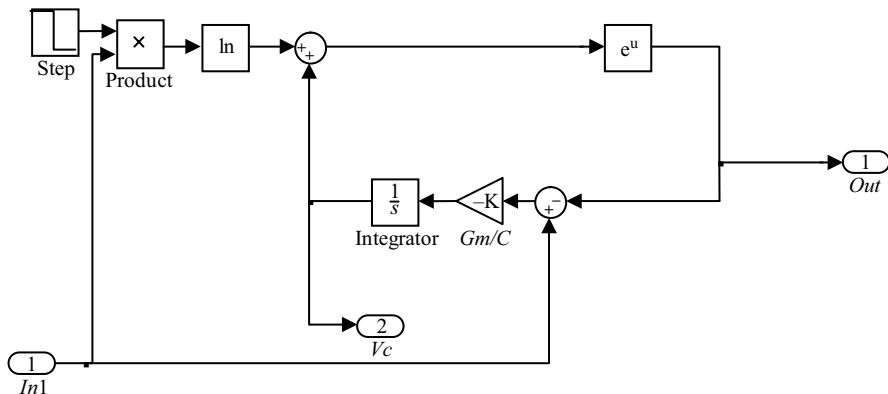 ×
Step
Product
ln
+
+
e^u
1
Out
1
s
Integrator
–K
Gm/C
+
–
2
Vc
1
In1